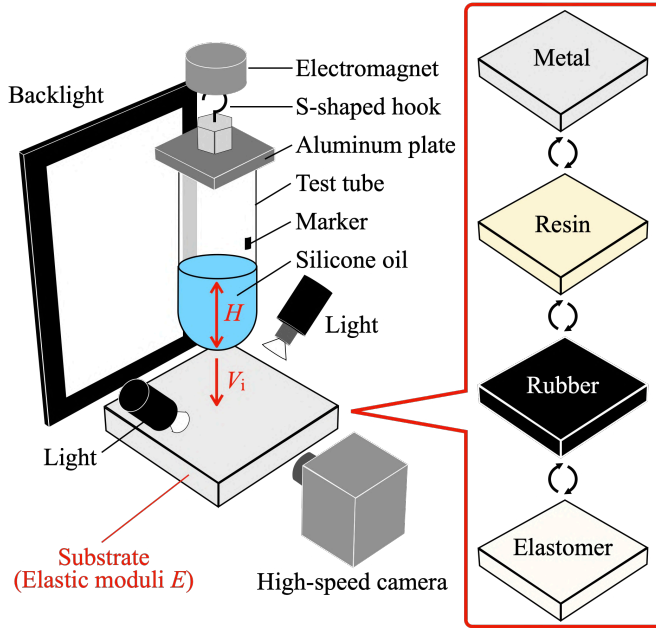 Electromagnet
Backlight
S-shaped hook
Aluminum plate
Test tube
Marker
Silicone oil
H
Light
V_i
Light
Substrate
(Elastic moduli E)
High-speed camera
Metal
Resin
Rubber
Elastomer